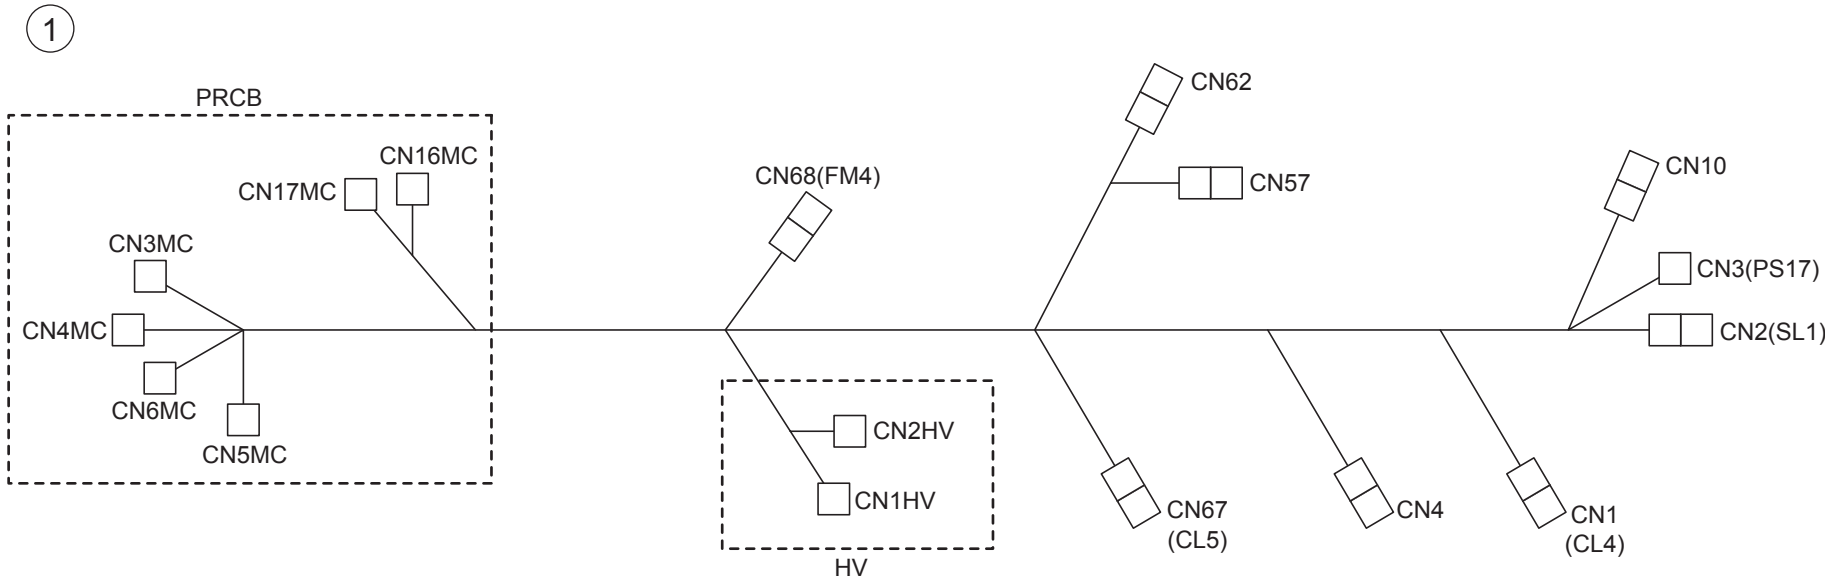 1
PRCB
CN16MC
CN17MC
CN3MC
CN4MC
CN6MC
CN5MC
CN68(FM4)
CN2HV
CN1HV
HV
CN62
CN57
CN67
(CL5)
CN4
CN1
(CL4)
CN10
CN3(PS17)
CN2(SL1)